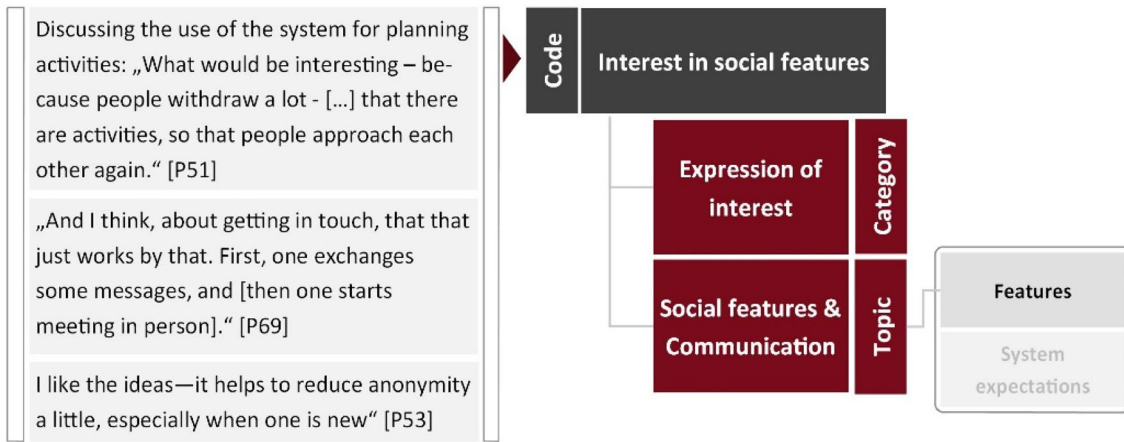 Discussing the use of the system for planning
activities: „What would be interesting – be-
cause people withdraw a lot - […] that there
are activities, so that people approach each
other again.“ [P51]
„And I think, about getting in touch, that that
just works by that. First, one exchanges
some messages, and [then one starts
meeting in person].“ [P69]
I like the ideas—it helps to reduce anonymity
a little, especially when one is new“ [P53]
Code
Interest in social features
Expression of
interest
Category
Social features &
Communication
Topic
Features
System
expectations